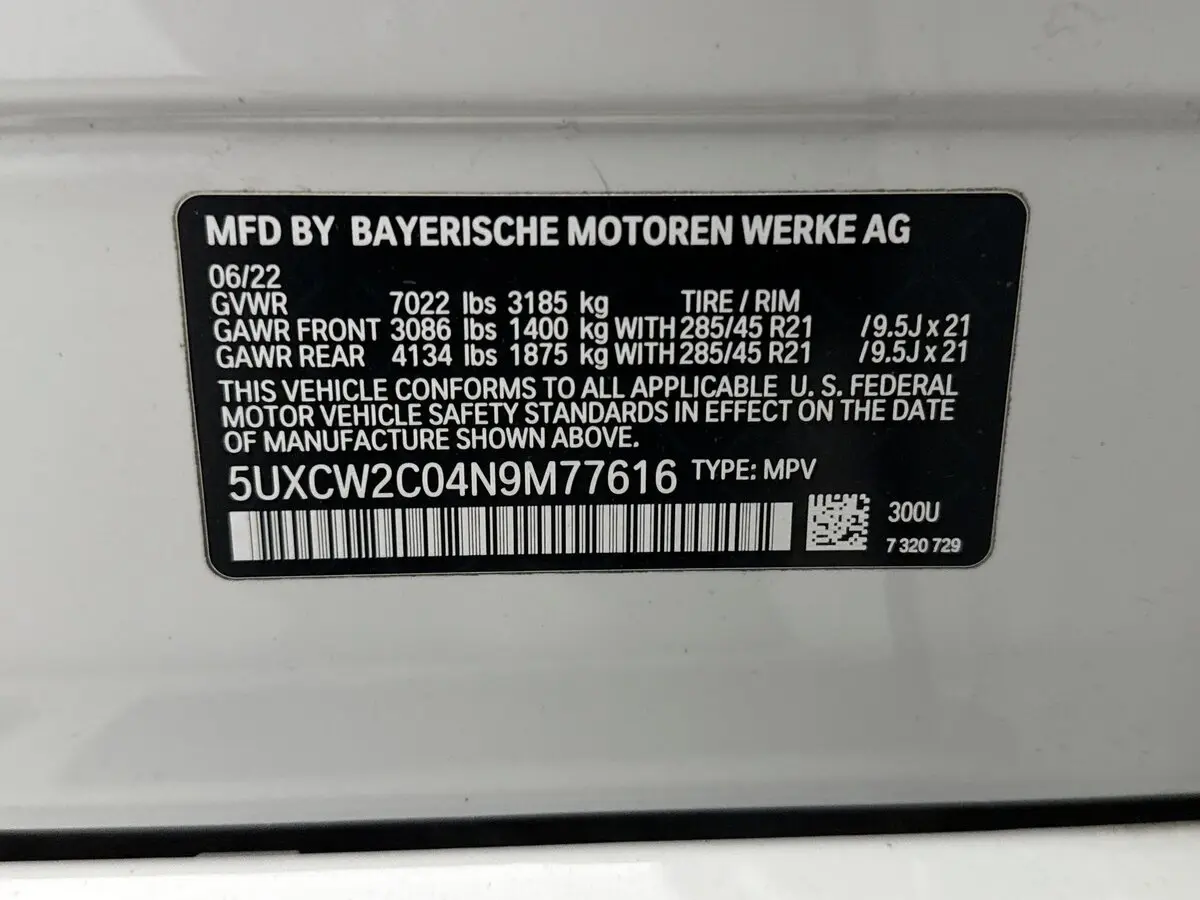 MFD BY BAYERISCHE MOTOREN WERKE AG
06/22
GVWR 7022 lbs 3185 kg TIRE / RIM
GAWR FRONT 3086 lbs 1400 kg WITH 285/45 R21 /9.5J x 21
GAWR REAR 4134 lbs 1875 kg WITH 285/45 R21 /9.5J x 21
THIS VEHICLE CONFORMS TO ALL APPLICABLE U. S. FEDERAL
MOTOR VEHICLE SAFETY STANDARDS IN EFFECT ON THE DATE
OF MANUFACTURE SHOWN ABOVE.
5UXCW2C04N9M77616 TYPE: MPV
300U
7 320 729